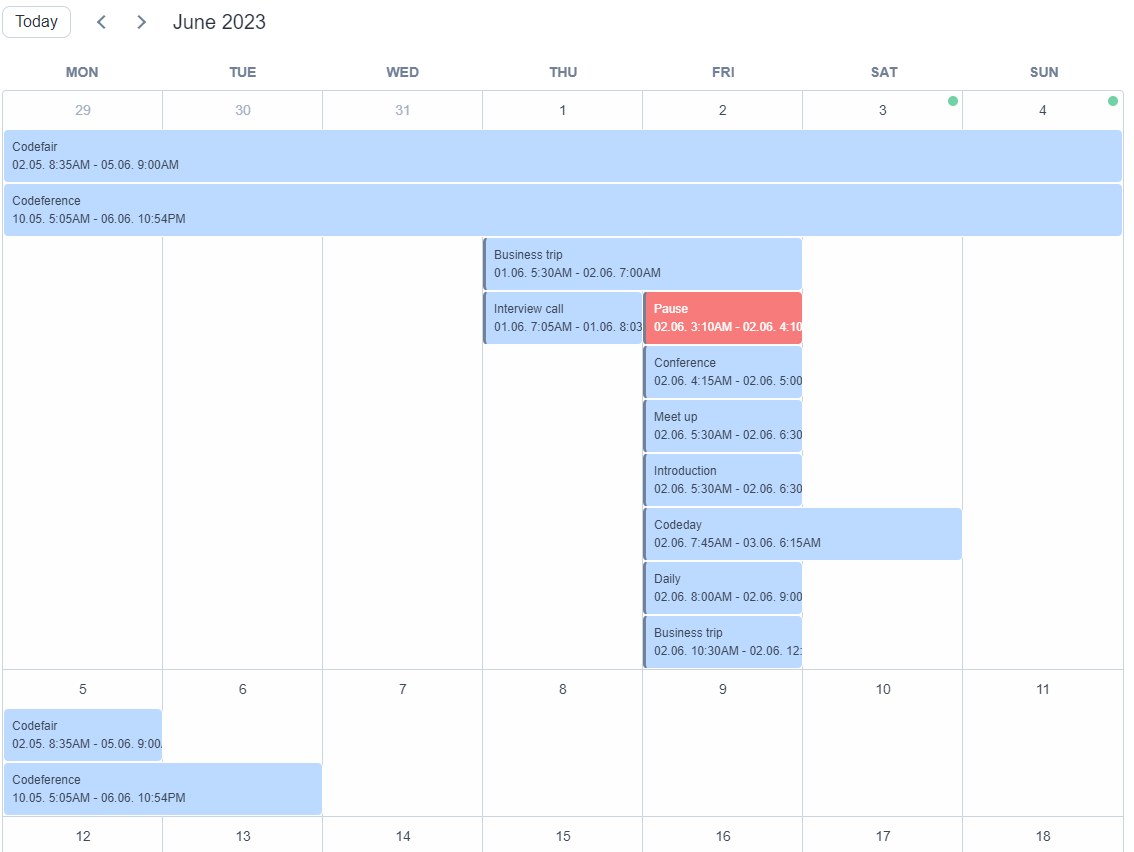 Today June 2023
MON TUE WED THU FRI SAT SUN
29 30 31 1 2 3 4
Codefair
02.05. 8:35AM - 05.06. 9:00AM
Codeference
10.05. 5:05AM - 06.06. 10:54PM
Business trip
01.06. 5:30AM - 02.06. 7:00AM
Interview call
01.06. 7:05AM - 01.06. 8:03
Pause
02.06. 3:10AM - 02.06. 4:10
Conference
02.06. 4:15AM - 02.06. 5:00
Meet up
02.06. 5:30AM - 02.06. 6:30
Introduction
02.06. 5:30AM - 02.06. 6:30
Codeday
02.06. 7:45AM - 03.06. 6:15AM
Daily
02.06. 8:00AM - 02.06. 9:00
Business trip
02.06. 10:30AM - 02.06. 12:
5 6 7 8 9 10 11
Codefair
02.05. 8:35AM - 05.06. 9:00
Codeference
10.05. 5:05AM - 06.06. 10:54PM
12 13 14 15 16 17 18